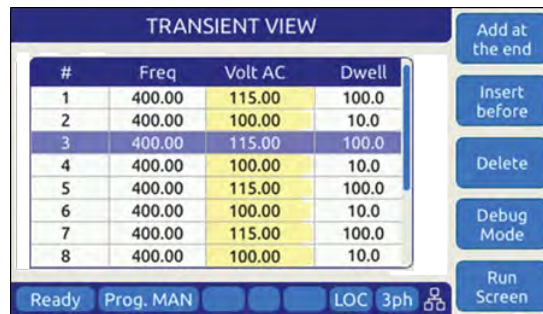 TRANSIENT VIEW
# Freq Volt AC Dwell
1 400.00 115.00 100.0
2 400.00 100.00 10.0
3 400.00 115.00 100.0
4 400.00 100.00 10.0
5 400.00 115.00 100.0
6 400.00 100.00 10.0
7 400.00 115.00 100.0
8 400.00 100.00 10.0
Ready Prog. MAN LOC 3ph
Add at
the end
Insert
before
Delete
Debug
Mode
Run
Screen